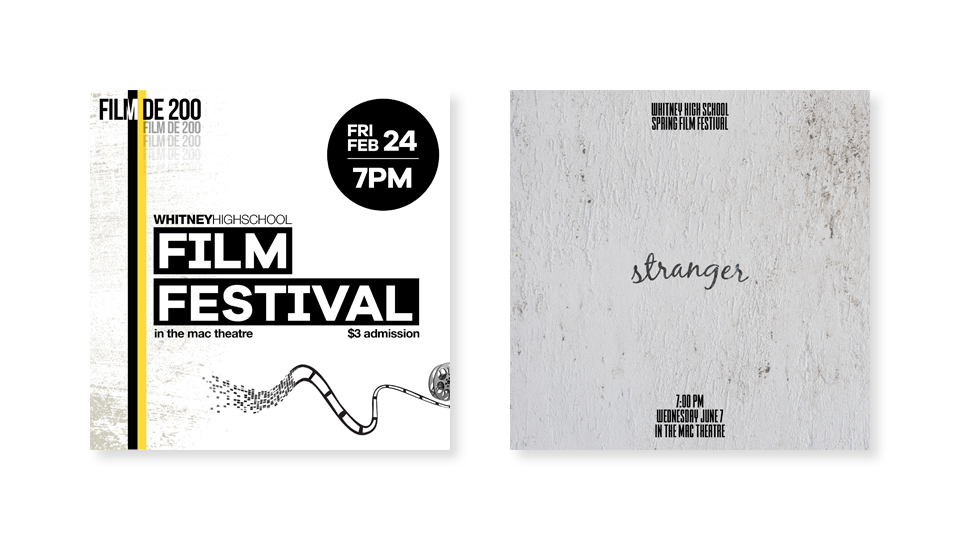 FILM DE 200
FILM DE 200
FILM DE 200
FILM DE 200
FRI
FEB 24
7PM
WHITNEYHIGHSCHOOL
FILM
FESTIVAL
in the mac theatre $3 admission
WHITNEY HIGH SCHOOL
SPRING FILM FESTIVAL
stranger
7:00 PM
WEDNESDAY JUNE 7
IN THE MAC THEATRE